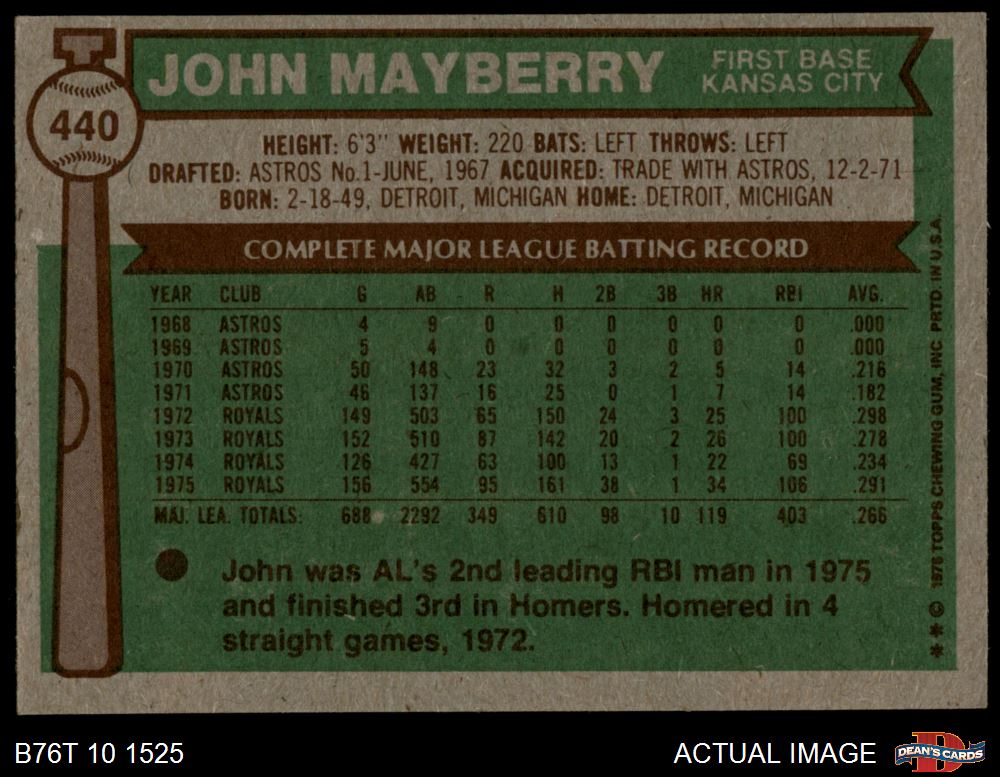 440
JOHN MAYBERRY
FIRST BASE
KANSAS CITY
HEIGHT: 6'3" WEIGHT: 220 BATS: LEFT THROWS: LEFT
DRAFTED: ASTROS No.1-JUNE, 1967 ACQUIRED: TRADE WITH ASTROS, 12-2-71
BORN: 2-18-49, DETROIT, MICHIGAN HOME: DETROIT, MICHIGAN
COMPLETE MAJOR LEAGUE BATTING RECORD
YEAR CLUB G AB R H 2B 3B HR RBI AVG.
1968 ASTROS 4 9 0 0 0 0 0 0 .000
1969 ASTROS 5 4 0 0 0 0 0 0 .000
1970 ASTROS 50 148 23 32 3 2 5 14 .216
1971 ASTROS 46 137 16 25 0 1 7 14 .182
1972 ROYALS 149 503 65 150 24 3 25 100 .298
1973 ROYALS 152 510 87 142 20 2 26 100 .278
1974 ROYALS 126 427 63 100 13 1 22 69 .234
1975 ROYALS 156 554 95 161 38 1 34 106 .291
MAJ. LEA. TOTALS: 688 2292 349 610 98 10 119 403 .266
John was AL's 2nd leading RBI man in 1975
and finished 3rd in Homers. Homered in 4
straight games, 1972.
* * © 1976 TOPPS CHEWING GUM, INC PRTD. IN U.S.A.
B76T 10 1525
ACTUAL IMAGE
DEAN'S CARDS